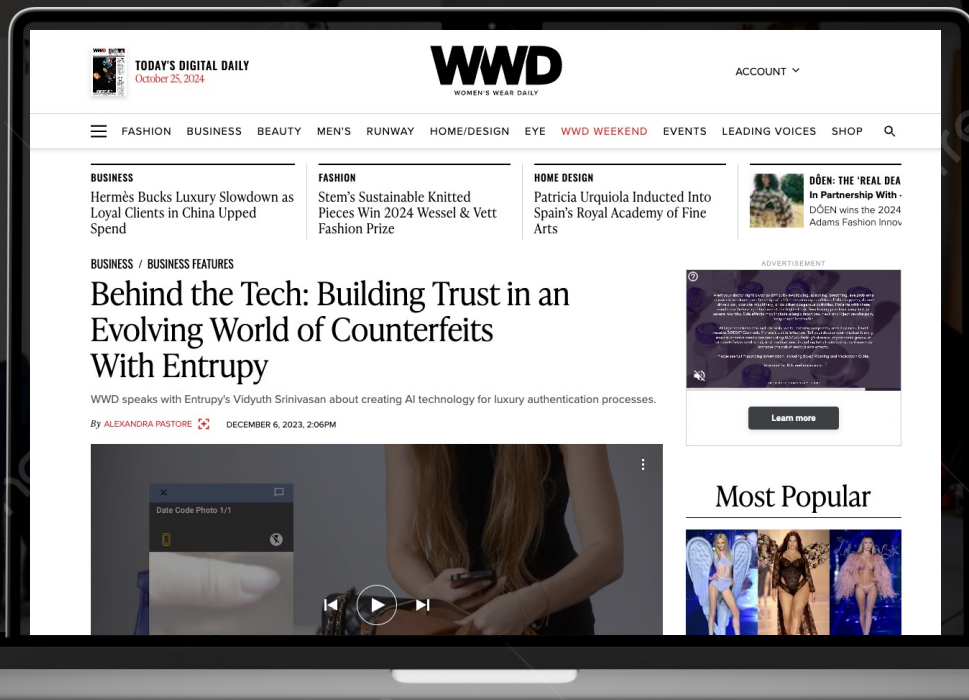 TODAY'S DIGITAL DAILY
October 25, 2024
WWD
WOMEN'S WEAR DAILY
ACCOUNT
FASHION BUSINESS BEAUTY MEN'S RUNWAY HOME/DESIGN EYE WWD WEEKEND EVENTS LEADING VOICES SHOP
BUSINESS
Hermès Bucks Luxury Slowdown as
Loyal Clients in China Upped
Spend
FASHION
Stem's Sustainable Knitted
Pieces Win 2024 Wessel & Vett
Fashion Prize
HOME DESIGN
Patricia Urquiola Inducted Into
Spain's Royal Academy of Fine
Arts
DÔEN: THE 'REAL DEA
In Partnership With -
DÔEN wins the 2024
Adams Fashion Innov
BUSINESS / BUSINESS FEATURES
Behind the Tech: Building Trust in an
Evolving World of Counterfeits
With Entrupy
WWD speaks with Entrupy's Vidyuth Srinivasan about creating AI technology for luxury authentication processes.
By ALEXANDRA PASTORE DECEMBER 6, 2023, 2:06PM
Date Code Photo 1/1
ADVERTISEMENT
Learn more
Most Popular